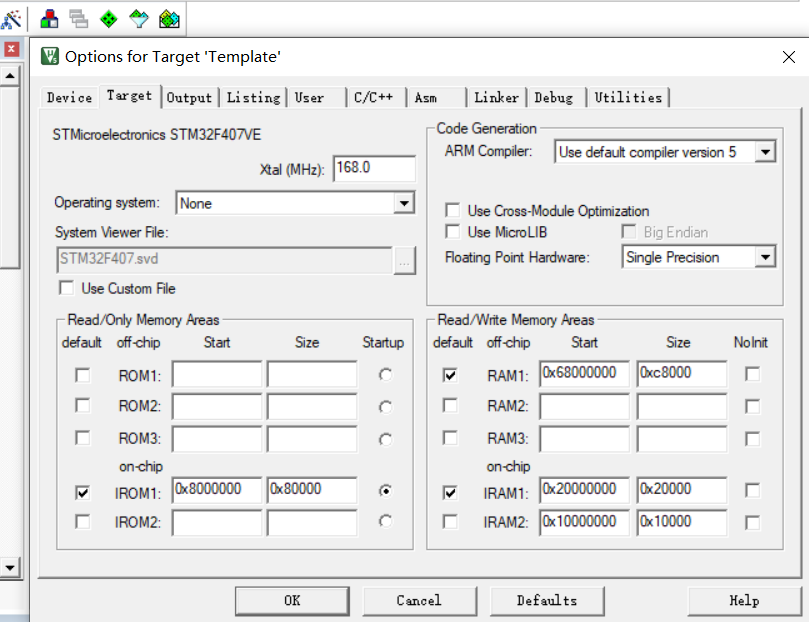 Options for Target 'Template'
Device Target Output Listing User C/C++ Asm Linker Debug Utilities
STMicroelectronics STM32F407VE
Xtal (MHz): 168.0
Operating system: None
System Viewer File:
STM32F407.svd ...
Use Custom File
Code Generation
ARM Compiler: Use default compiler version 5
Use Cross-Module Optimization
Use MicroLIB Big Endian
Floating Point Hardware: Single Precision
Read/Only Memory Areas
default off-chip Start Size Startup
ROM1:
ROM2:
ROM3:
on-chip
IROM1: 0x8000000 0x80000
IROM2:
Read/Write Memory Areas
default off-chip Start Size NoInit
RAM1: 0x68000000 0xc8000
RAM2:
RAM3:
on-chip
IRAM1: 0x20000000 0x20000
IRAM2: 0x10000000 0x10000
OK Cancel Defaults Help